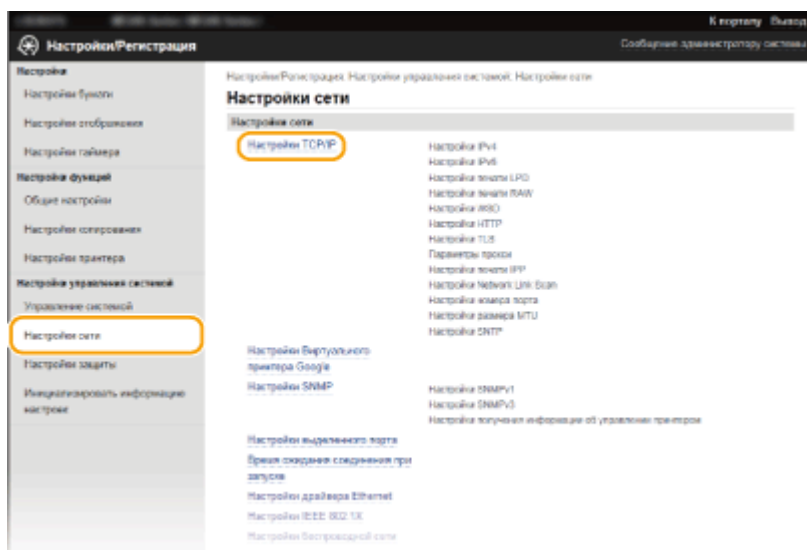 К порталу Выход
Настройки/Регистрация
Сообщение администратору системы
Настройки
Настройки бумаги
Настройки отображения
Настройки таймера
Настройки функций
Общие настройки
Настройки копирования
Настройки принтера
Настройки управления системой
Управление системой
Настройки сети
Настройки защиты
Инициализировать информацию
настроек
Настройки/Регистрация: Настройки управления системой: Настройки сети
Настройки сети
Настройки сети
Настройки TCP/IP
Настройки IPv4
Настройки IPv6
Настройки печати LPD
Настройки печати RAW
Настройки WSD
Настройки HTTP
Настройки TLS
Параметры прокси
Настройки печати IPP
Настройки Network Link Scan
Настройки номера порта
Настройки размера MTU
Настройки SNTP
Настройки Виртуального
принтера Google
Настройки SNMP
Настройки SNMPv1
Настройки SNMPv3
Настройки получения информации об управлении принтером
Настройки выделенного порта
Время ожидания соединения при
запуске
Настройки драйвера Ethernet
Настройки IEEE 802.1X
Настройки беспроводной сети